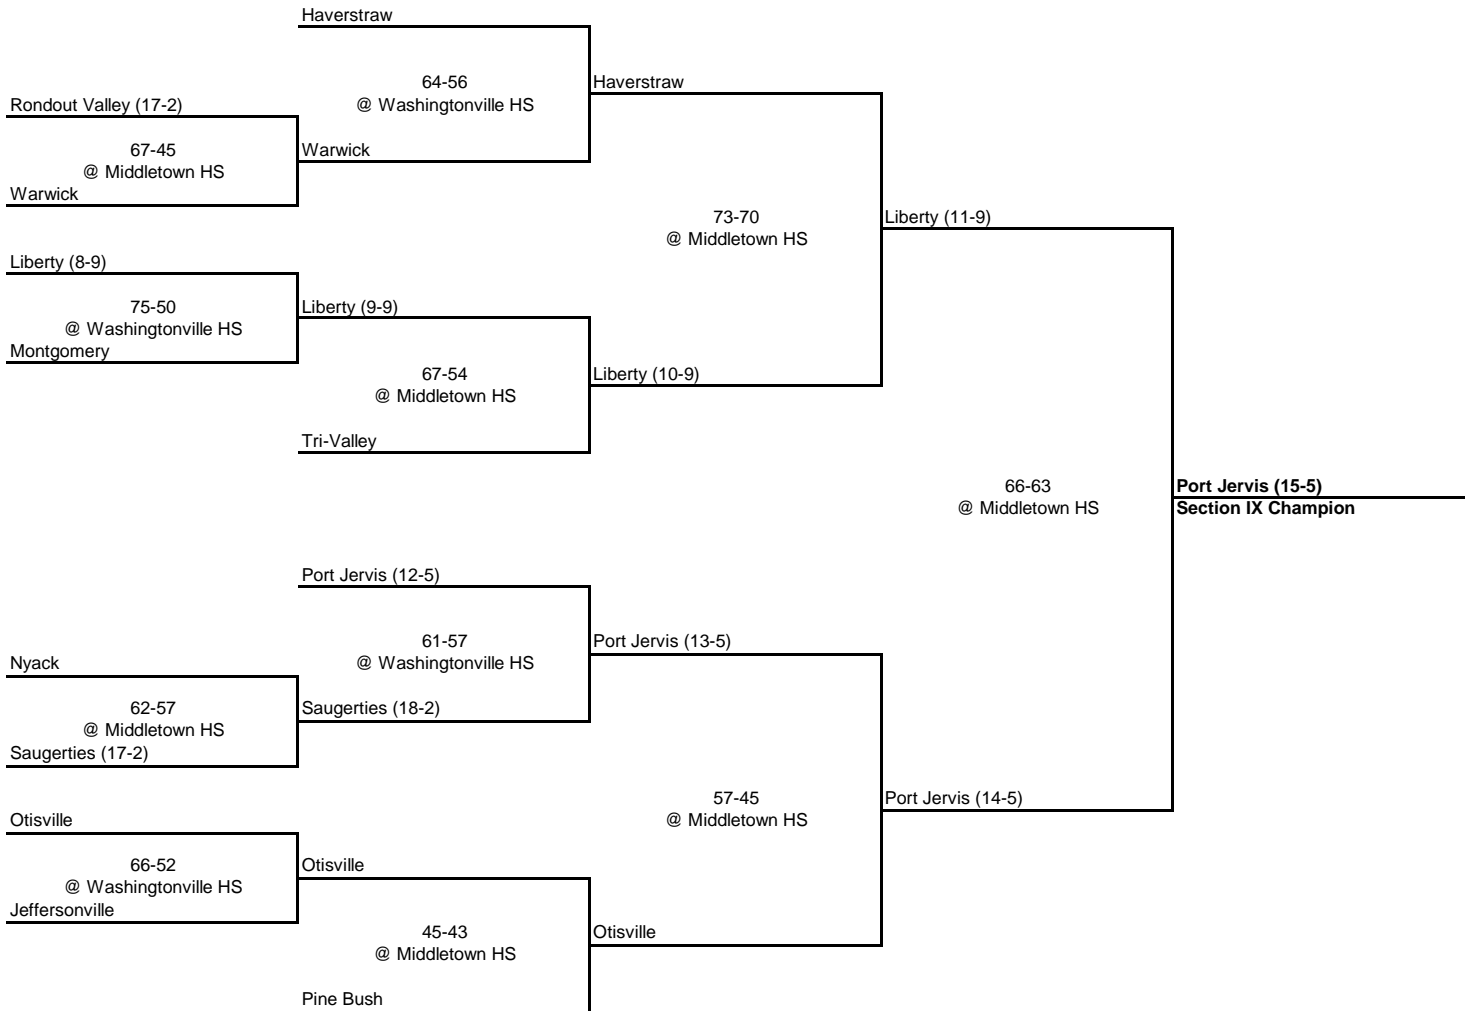 Haverstraw
64-56
@ Washingtonville HS
Haverstraw
Rondout Valley (17-2)
67-45
@ Middletown HS
Warwick
Warwick
73-70
@ Middletown HS
Liberty (11-9)
Liberty (8-9)
75-50
@ Washingtonville HS
Liberty (9-9)
Montgomery
67-54
@ Middletown HS
Liberty (10-9)
Tri-Valley
66-63
@ Middletown HS
Port Jervis (15-5)
Section IX Champion
Port Jervis (12-5)
61-57
@ Washingtonville HS
Port Jervis (13-5)
Nyack
62-57
@ Middletown HS
Saugerties (18-2)
Saugerties (17-2)
57-45
@ Middletown HS
Port Jervis (14-5)
Otisville
66-52
@ Washingtonville HS
Otisville
Jeffersonville
45-43
@ Middletown HS
Otisville
Pine Bush